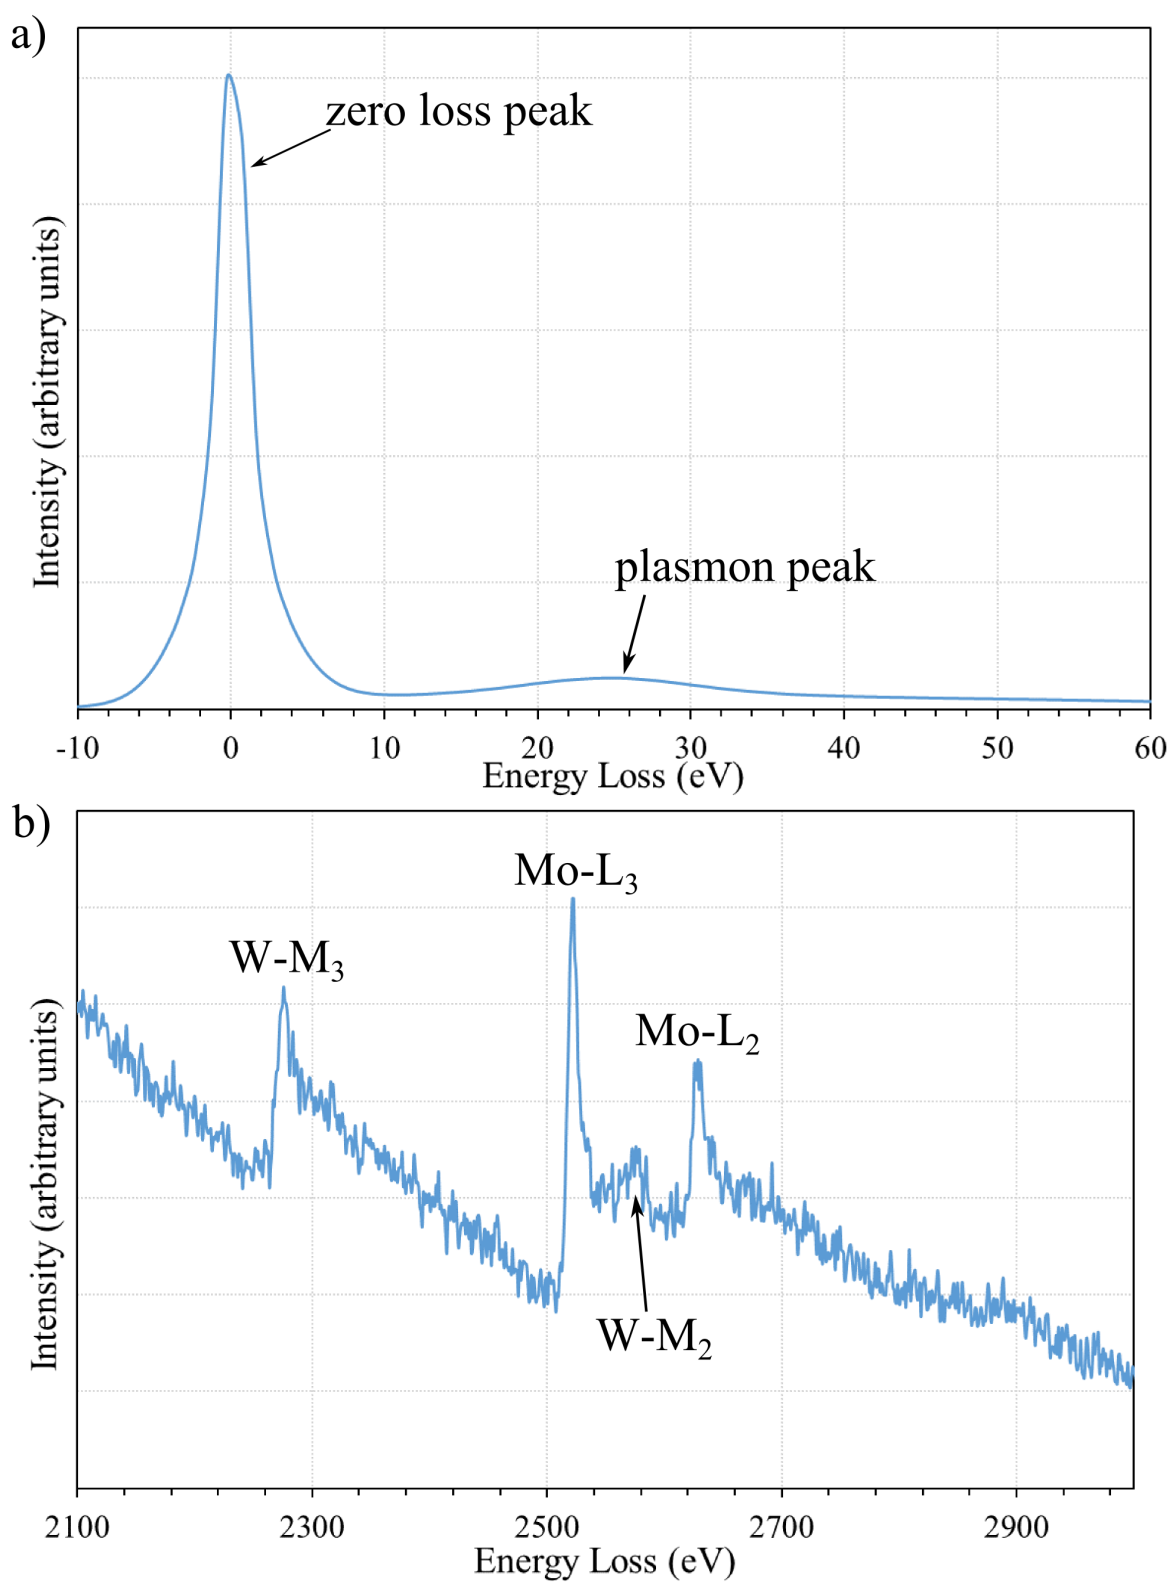 a)
zero loss peak
plasmon peak
Intensity (arbitrary units)
-10 0 10 20 30 40 50 60
Energy Loss (eV)
b)
Mo-L₃
W-M₃
Mo-L₂
W-M₂
Intensity (arbitrary units)
2100 2300 2500 2700 2900
Energy Loss (eV)